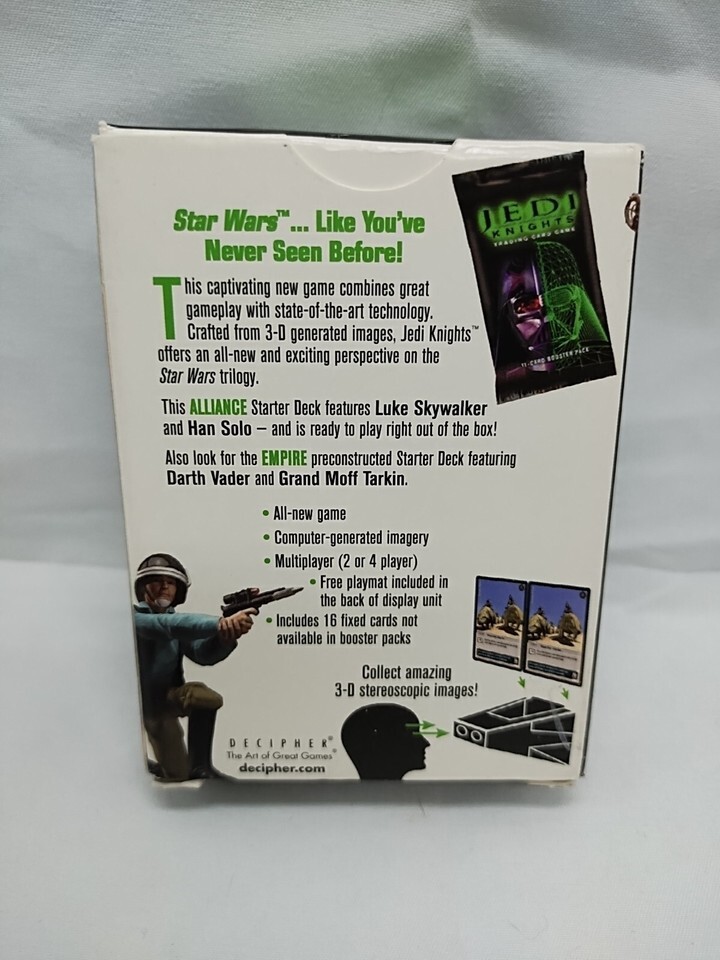 Star Wars™... Like You've
Never Seen Before!
JEDI
KNIGHTS
TRADING CARD GAME
11-CARD BOOSTER PACK
This captivating new game combines great
gameplay with state-of-the-art technology.
Crafted from 3-D generated images, Jedi Knights™
offers an all-new and exciting perspective on the
Star Wars trilogy.
This ALLIANCE Starter Deck features Luke Skywalker
and Han Solo – and is ready to play right out of the box!
Also look for the EMPIRE preconstructed Starter Deck featuring
Darth Vader and Grand Moff Tarkin.
• All-new game
• Computer-generated imagery
• Multiplayer (2 or 4 player)
• Free playmat included in
the back of display unit
• Includes 16 fixed cards not
available in booster packs
Collect amazing
3-D stereoscopic images!
DECIPHER®
The Art of Great Games®
decipher.com